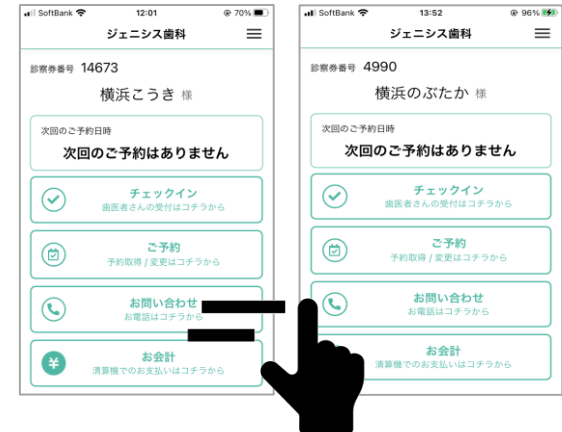 SoftBank 12:01 70%
ジェニシス歯科
診察券番号 14673
横浜こうき 様
次回のご予約日時
次回のご予約はありません
チェックイン
歯医者さんの受付はコチラから
ご予約
予約取得 / 変更はコチラから
お問い合わせ
お電話はコチラから
お会計
清算機でのお支払いはコチラから
SoftBank 13:52 96%
ジェニシス歯科
診察券番号 4990
横浜のぶたか 様
次回のご予約日時
次回のご予約はありません
チェックイン
歯医者さんの受付はコチラから
ご予約
予約取得 / 変更はコチラから
お問い合わせ
お電話はコチラから
お会計
清算機でのお支払いはコチラから